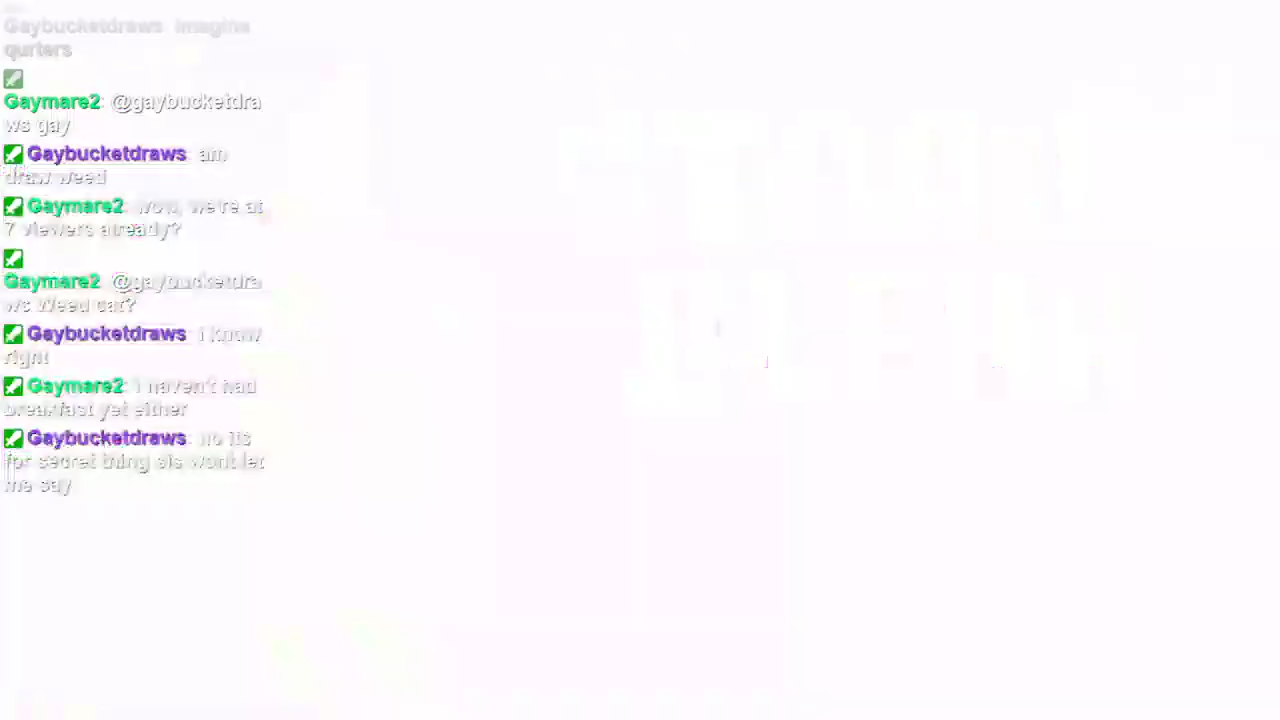 Gaybucketdraws: imagine
qurters
Gaymare2: @gaybucketdra
ws gay
Gaybucketdraws: am
draw weed
Gaymare2: wow, we're at
7 viewers already?
Gaymare2: @gaybucketdra
ws Weed cat?
Gaybucketdraws: i know
right
Gaymare2: I haven't had
breakfast yet either
Gaybucketdraws: no its
for secret thing sis wont let
me say